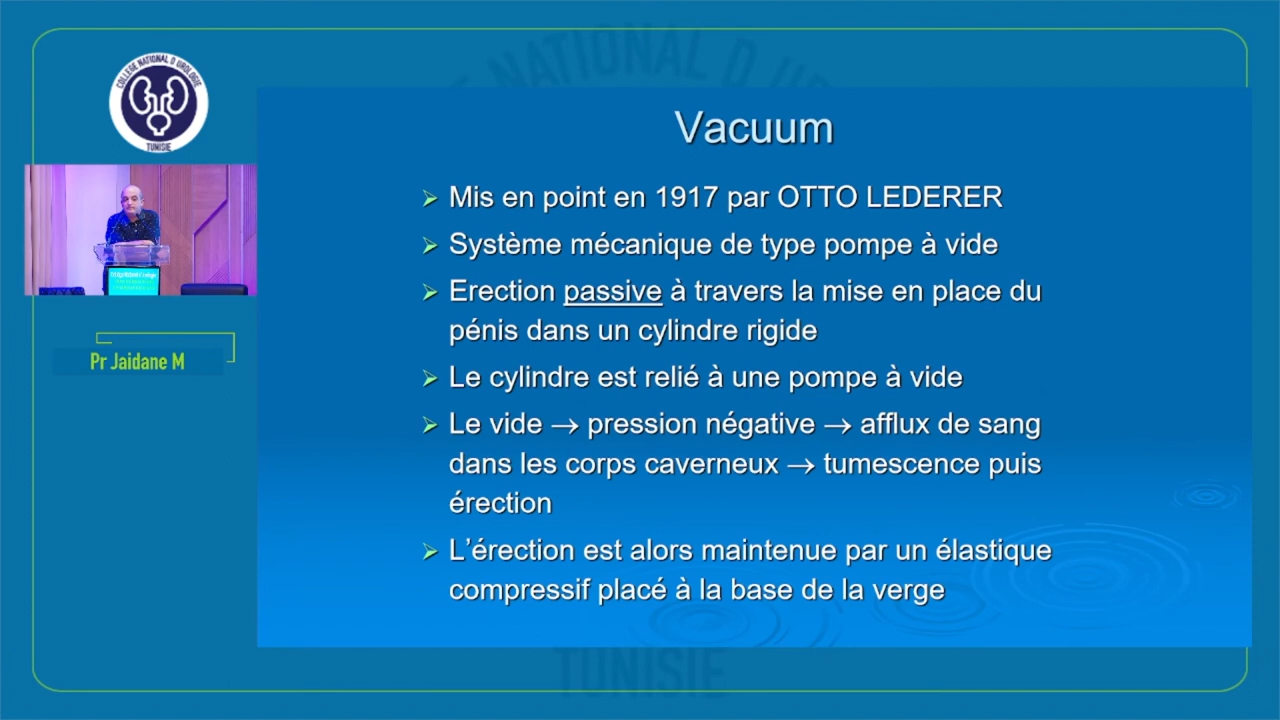 NATIONAL D
COLLÈGE NATIONAL D UROLOGIE
TUNISIE
Vacuum
Mis en point en 1917 par OTTO LEDERER
Système mécanique de type pompe à vide
Erection passive à travers la mise en place du
pénis dans un cylindre rigide
Le cylindre est relié à une pompe à vide
Le vide → pression négative → afflux de sang
dans les corps caverneux → tumescence puis
érection
L’érection est alors maintenue par un élastique
compressif placé à la base de la verge
Pr Jaidane M
TUNISIE